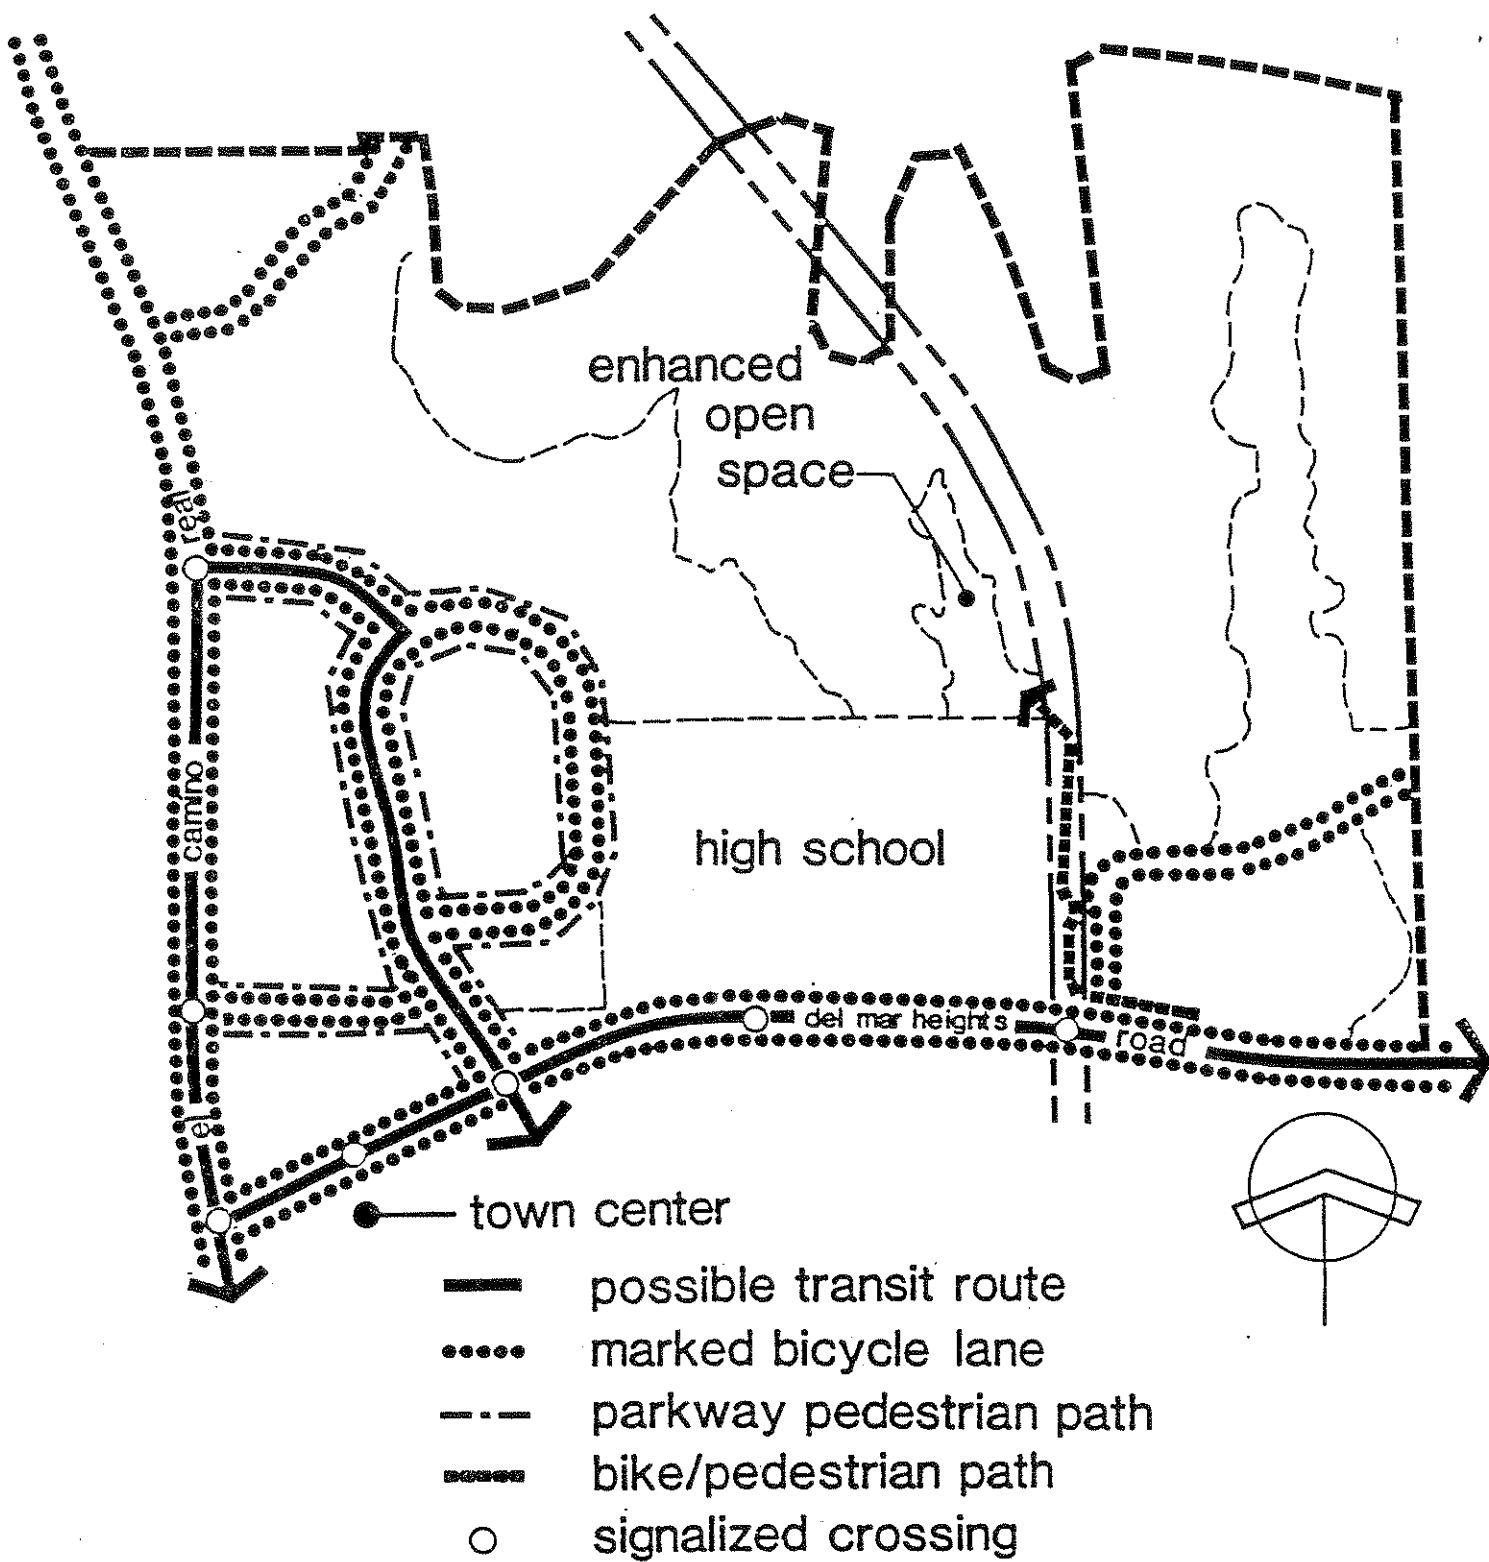 enhanced
open
space
real
camino
el
high school
del mar heights
road
town center
possible transit route
marked bicycle lane
parkway pedestrian path
bike/pedestrian path
signalized crossing